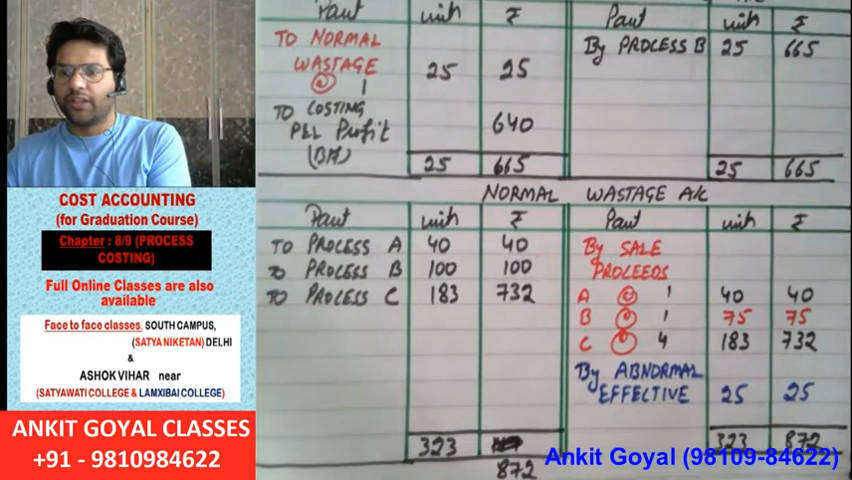 Part unit ₹ Part unit ₹
TO NORMAL By PROCESS B 25 665
WASTAGE 25 25
@ 1
TO COSTING
P&L Profit 640
(B/f)
25 665 25 665
NORMAL WASTAGE A/c
Part unit ₹ Part unit ₹
TO PROCESS A 40 40 By SALE
To PROCESS B 100 100 PROCEEDS
To PROCESS C 183 732 A @ 1 40 40
B @ 1 75 75
C @ 4 183 732
By ABNORMAL
EFFECTIVE 25 25
323 323 872
872
COST ACCOUNTING
(for Graduation Course)
Chapter : 8/9 (PROCESS
COSTING)
Full Online Classes are also
available
Face to face classes, SOUTH CAMPUS,
(SATYA NIKETAN) DELHI
&
ASHOK VIHAR near
(SATYAWATI COLLEGE & LAMXIBAI COLLEGE)
ANKIT GOYAL CLASSES
+91 - 9810984622
Ankit Goyal (98109-84622)